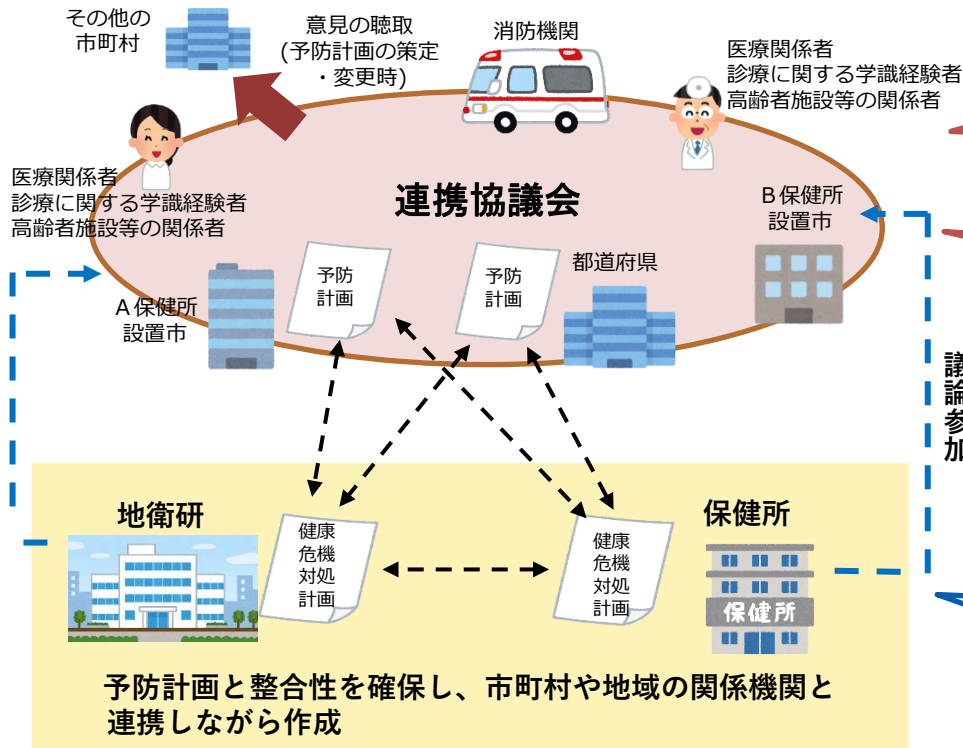 その他の
市町村
意見の聴取
(予防計画の策定
・変更時)
消防機関
医療関係者
診療に関する学識経験者
高齢者施設等の関係者
医療関係者
診療に関する学識経験者
高齢者施設等の関係者
連携協議会
B保健所
設置市
A保健所
設置市
予防
計画
予防
計画
都道府県
議論参加
地衛研
健康
危機
対処
計画
健康
危機
対処
計画
保健所
保健所
予防計画と整合性を確保し、市町村や地域の関係機関と
連携しながら作成